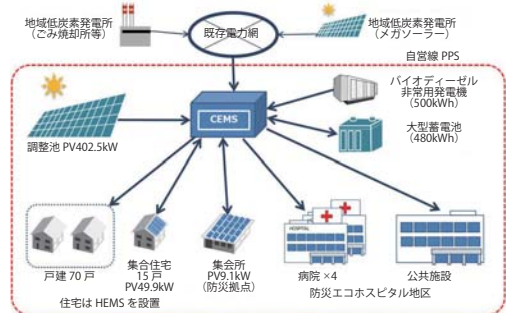 地域低炭素発電所
（ごみ焼却所等）
既存電力網
地域低炭素発電所
（メガソーラー）
自営線 PPS
バイオディーゼル
非常用発電機
（500kWh）
CEMS
大型蓄電池
（480kWh）
調整池 PV402.5kW
HOSPITAL
戸建 70 戸
集合住宅
15 戸
PV49.9kW
集会所
PV9.1kW
（防災拠点）
病院 ×4
公共施設
住宅は HEMS を設置
防災エコホスピタル地区